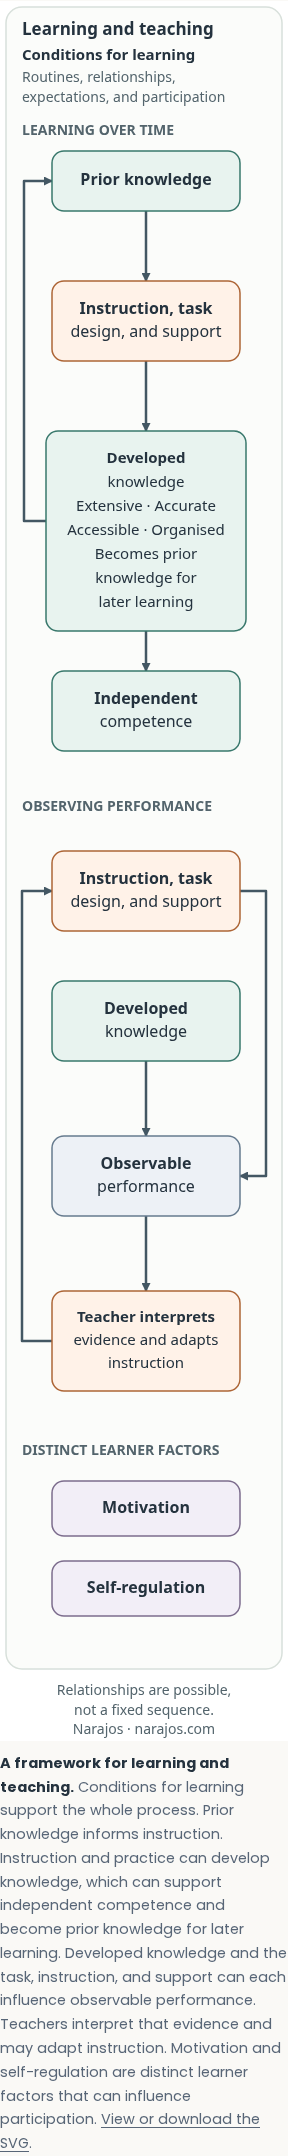 Learning and teaching
Conditions for learning
Routines, relationships,
expectations, and participation
LEARNING OVER TIME
Prior knowledge
Instruction, task
design, and support
Developed
knowledge
Extensive · Accurate
Accessible · Organised
Becomes prior
knowledge for
later learning
Independent
competence
OBSERVING PERFORMANCE
Instruction, task
design, and support
Developed
knowledge
Observable
performance
Teacher interprets
evidence and adapts
instruction
DISTINCT LEARNER FACTORS
Motivation
Self-regulation
Relationships are possible,
not a fixed sequence.
Narajos · narajos.com
A framework for learning and
teaching. Conditions for learning
support the whole process. Prior
knowledge informs instruction.
Instruction and practice can develop
knowledge, which can support
independent competence and
become prior knowledge for later
learning. Developed knowledge and the
task, instruction, and support can each
influence observable performance.
Teachers interpret that evidence and
may adapt instruction. Motivation and
self-regulation are distinct learner
factors that can influence
participation. View or download the
SVG.